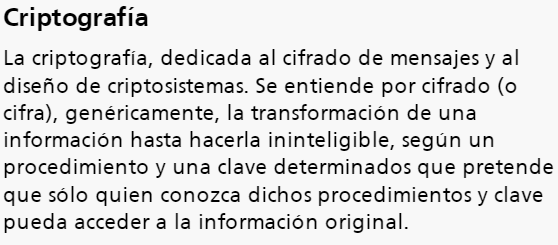 Criptografía
La criptografía, dedicada al cifrado de mensajes y al
diseño de criptosistemas. Se entiende por cifrado (o
cifra), genéricamente, la transformación de una
información hasta hacerla ininteligible, según un
procedimiento y una clave determinados que pretende
que sólo quien conozca dichos procedimientos y clave
pueda acceder a la información original.